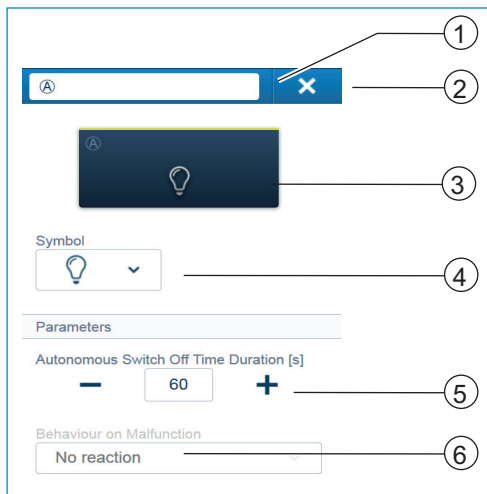 1
Ⓐ
2
Ⓐ
3
Symbol
4
Parameters
Autonomous Switch Off Time Duration [s]
60
5
Behaviour on Malfunction
No reaction
6